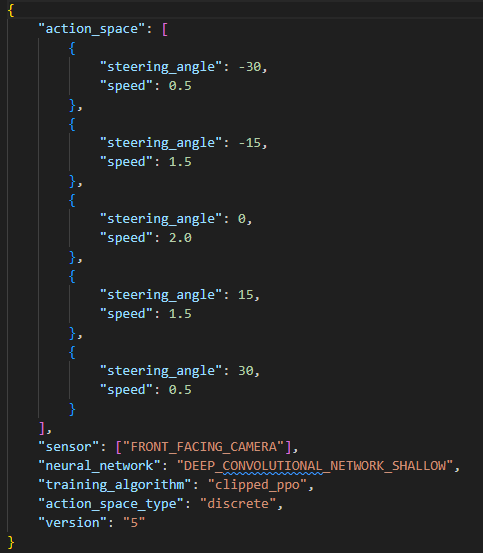 {
    "action_space": [
        {
            "steering_angle": -30,
            "speed": 0.5
        },
        {
            "steering_angle": -15,
            "speed": 1.5
        },
        {
            "steering_angle": 0,
            "speed": 2.0
        },
        {
            "steering_angle": 15,
            "speed": 1.5
        },
        {
            "steering_angle": 30,
            "speed": 0.5
        }
    ],
    "sensor": ["FRONT_FACING_CAMERA"],
    "neural_network": "DEEP_CONVOLUTIONAL_NETWORK_SHALLOW",
    "training_algorithm": "clipped_ppo",
    "action_space_type": "discrete",
    "version": "5"
}